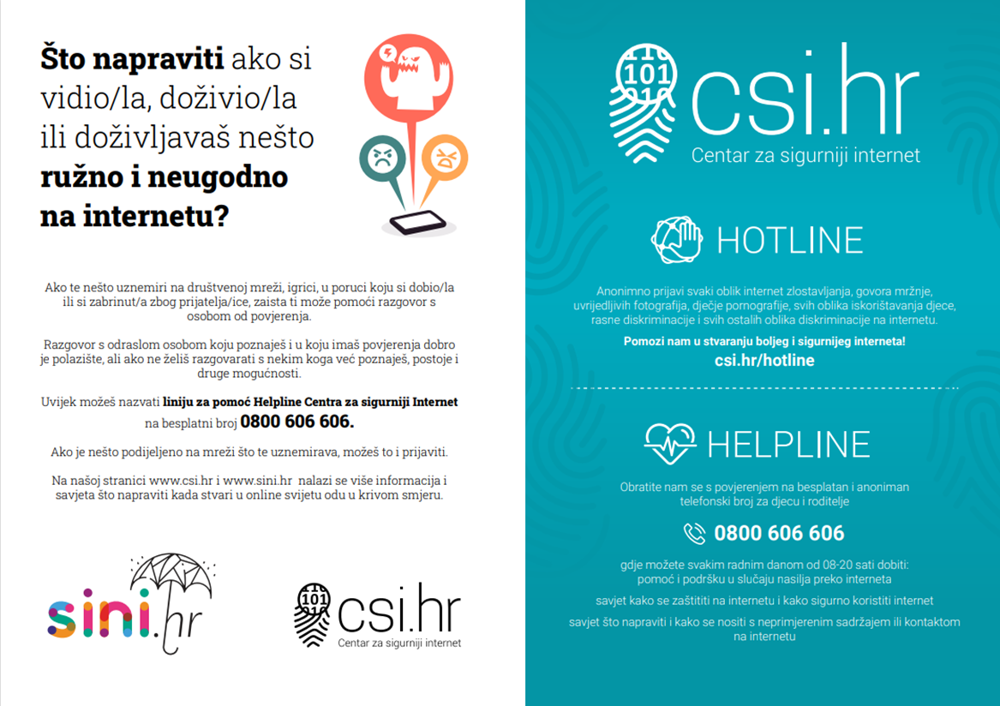 Što napraviti ako si
vidio/la, doživio/la
ili doživljavaš nešto
ružno i neugodno
na internetu?
Ako te nešto uznemiri na društvenoj mreži, igrici, u poruci koju si dobio/la
ili si zabrinut/a zbog prijatelja/ice, zaista ti može pomoći razgovor s
osobom od povjerenja.
Razgovor s odraslom osobom koju poznaješ i u koju imaš povjerenja dobro
je polazište, ali ako ne želiš razgovarati s nekim koga već poznaješ, postoje i
druge mogućnosti.
Uvijek možeš nazvati liniju za pomoć Helpline Centra za sigurniji Internet
na besplatni broj 0800 606 606.
Ako je nešto podijeljeno na mreži što te uznemirava, možeš to i prijaviti.
Na našoj stranici www.csi.hr i www.sini.hr nalazi se više informacija i
savjeta što napraviti kada stvari u online svijetu odu u krivom smjeru.
sini.hr
110
101
010
csi.hr
Centar za sigurniji internet
110
101
010
csi.hr
Centar za sigurniji internet
HOTLINE
Anonimno prijavi svaki oblik internet zlostavljanja, govora mržnje,
uvrijedljivih fotografija, dječje pornografije, svih oblika iskorištavanja djece,
rasne diskriminacije i svih ostalih oblika diskriminacije na internetu.
Pomozi nam u stvaranju boljeg i sigurnijeg interneta!
csi.hr/hotline
HELPLINE
Obratite nam se s povjerenjem na besplatan i anoniman
telefonski broj za djecu i roditelje
0800 606 606
gdje možete svakim radnim danom od 08-20 sati dobiti:
pomoć i podršku u slučaju nasilja preko interneta
savjet kako se zaštititi na internetu i kako sigurno koristiti internet
savjet što napraviti i kako se nositi s neprimjerenim sadržajem ili kontaktom
na internetu